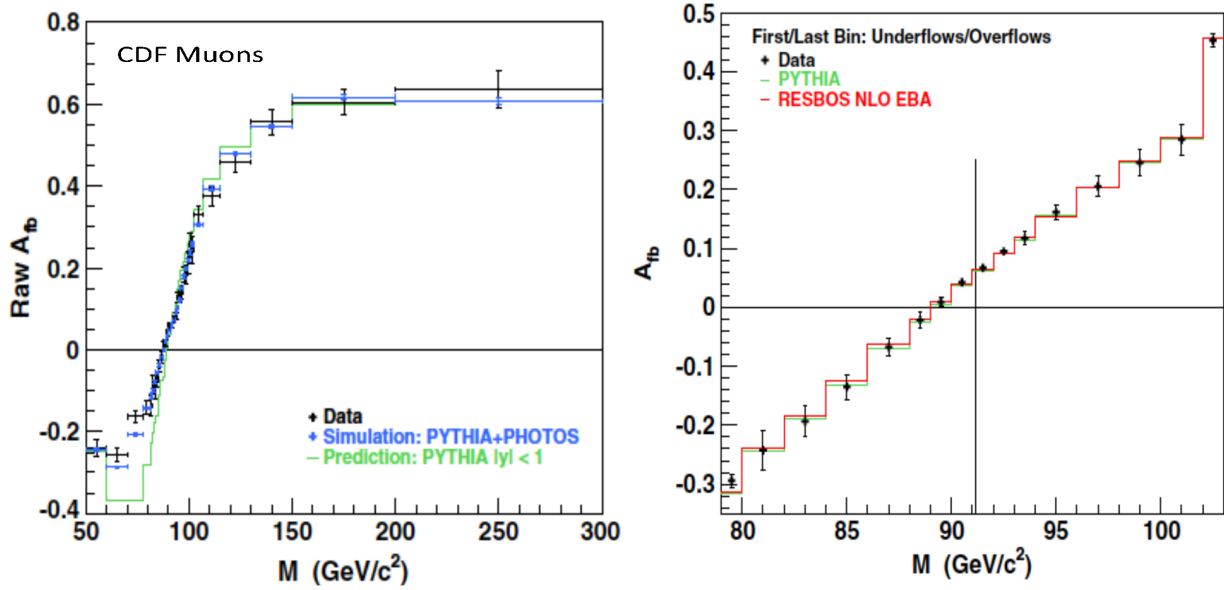 CDF Muons
Raw A_fb
0.8
0.6
0.4
0.2
0
-0.2
-0.4
+ Data
+ Simulation: PYTHIA+PHOTOS
— Prediction: PYTHIA |y| < 1
50 100 150 200 250 300
M (GeV/c²)
First/Last Bin: Underflows/Overflows
+ Data
— PYTHIA
— RESBOS NLO EBA
A_fb
0.5
0.4
0.3
0.2
0.1
0
-0.1
-0.2
-0.3
80 85 90 95 100
M (GeV/c²)